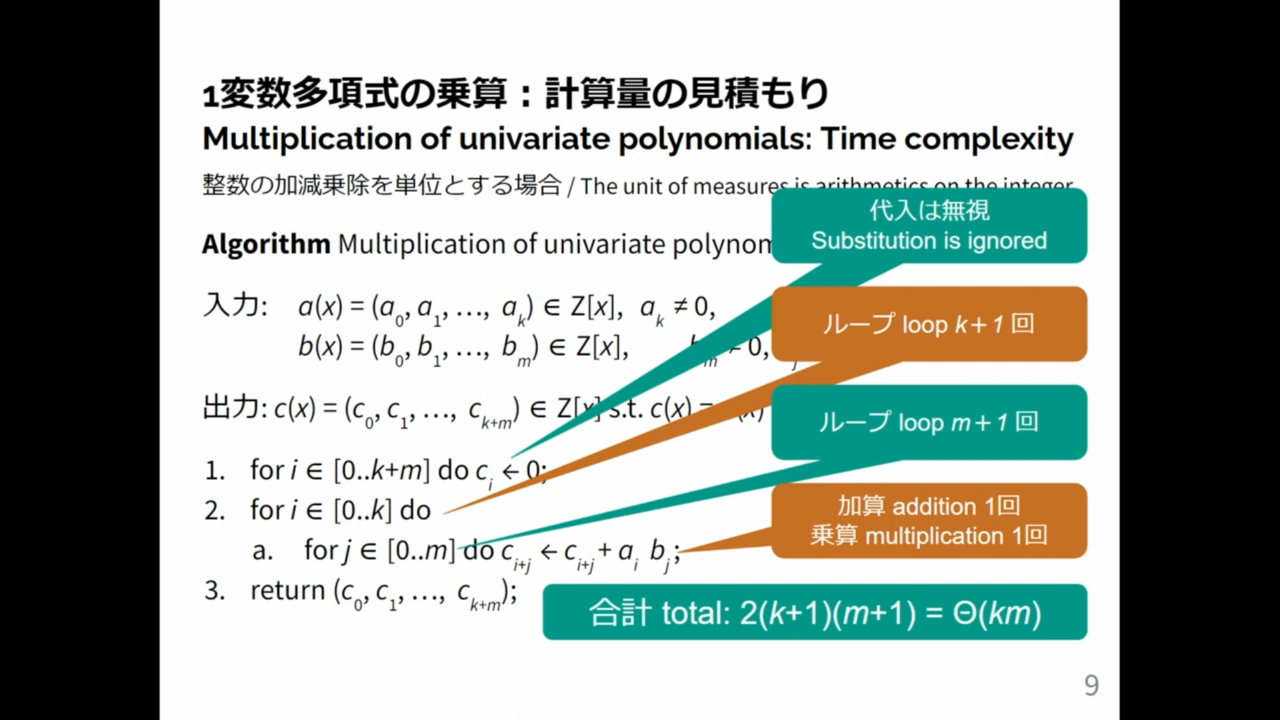 1変数多項式の乗算：計算量の見積もり
Multiplication of univariate polynomials: Time complexity
整数の加減乗除を単位とする場合 / The unit of measures is arithmetics on the integer
Algorithm Multiplication of univariate
代入は無視
Substitution is ignored
入力: a(x) = (a0, a1, …, ak) ∈ Z[x], ak ≠ 0,
ループ loop k+1 回
b(x) = (b0, b1, …, bm) ∈ Z[x], bm ≠ 0,
出力: c(x) = (c0, c1, …, ck+m) ∈ Z[x] s.t. c(x) =
ループ loop m+1 回
1. for i ∈ [0..k+m] do ci ← 0;
2. for i ∈ [0..k] do
加算 addition 1回
乗算 multiplication 1回
a. for j ∈ [0..m] do ci+j ← ci+j + ai bj;
3. return (c0, c1, …, ck+m);
合計 total: 2(k+1)(m+1) = Θ(km)
9